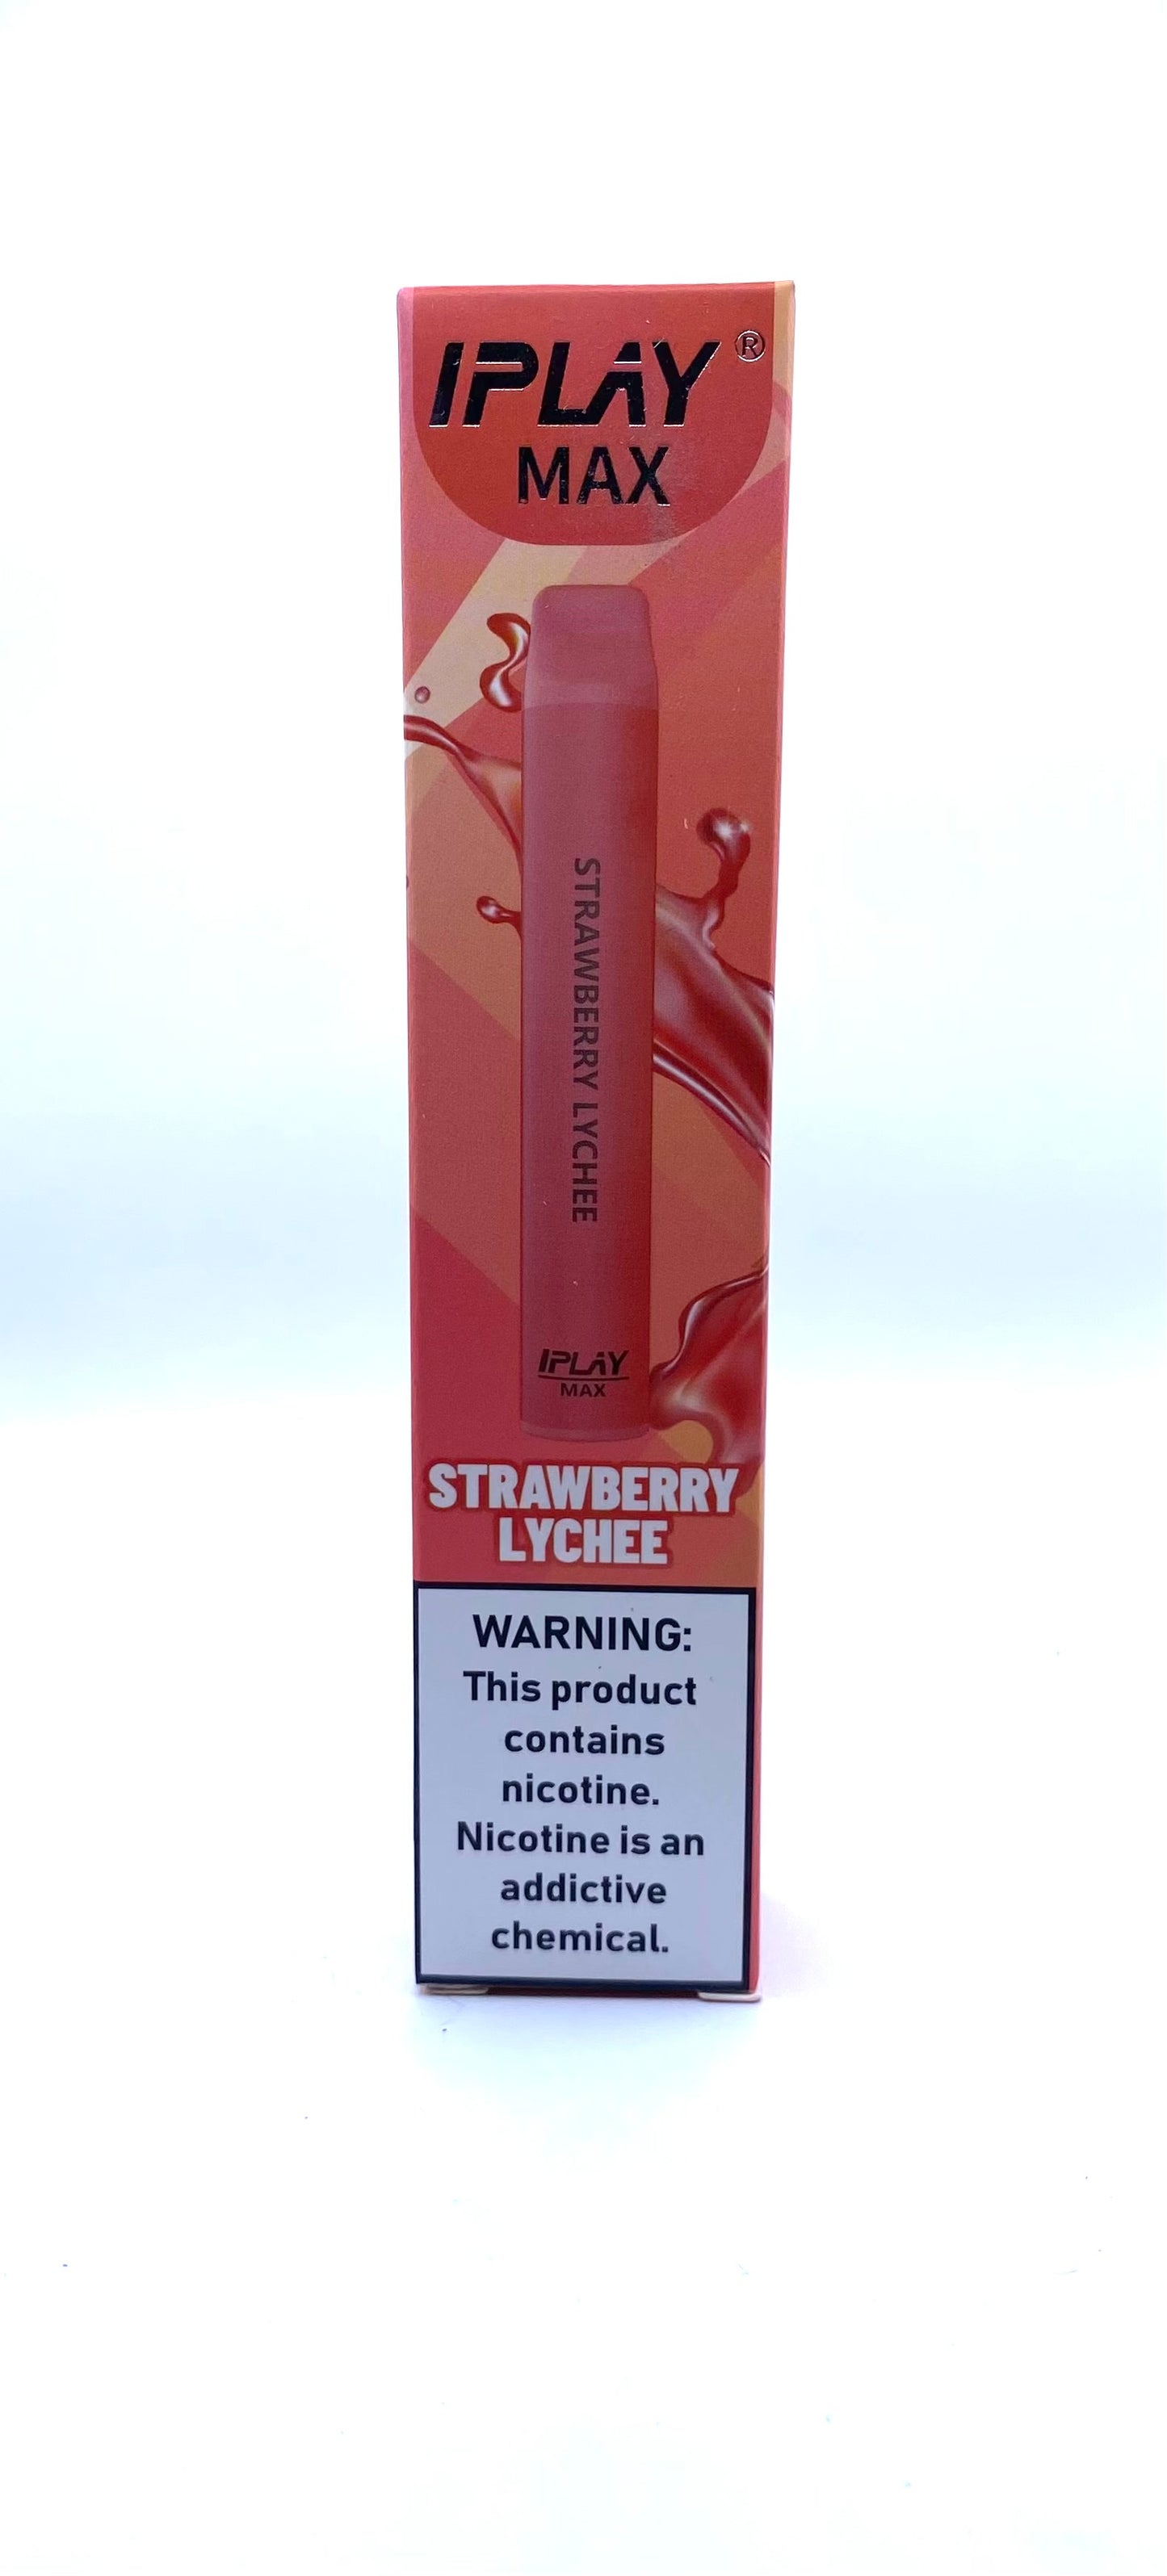 IPLAY ®
MAX
STRAWBERRY LYCHEE
IPLAY
MAX
STRAWBERRY
LYCHEE
WARNING:
This product
contains
nicotine.
Nicotine is an
addictive
chemical.